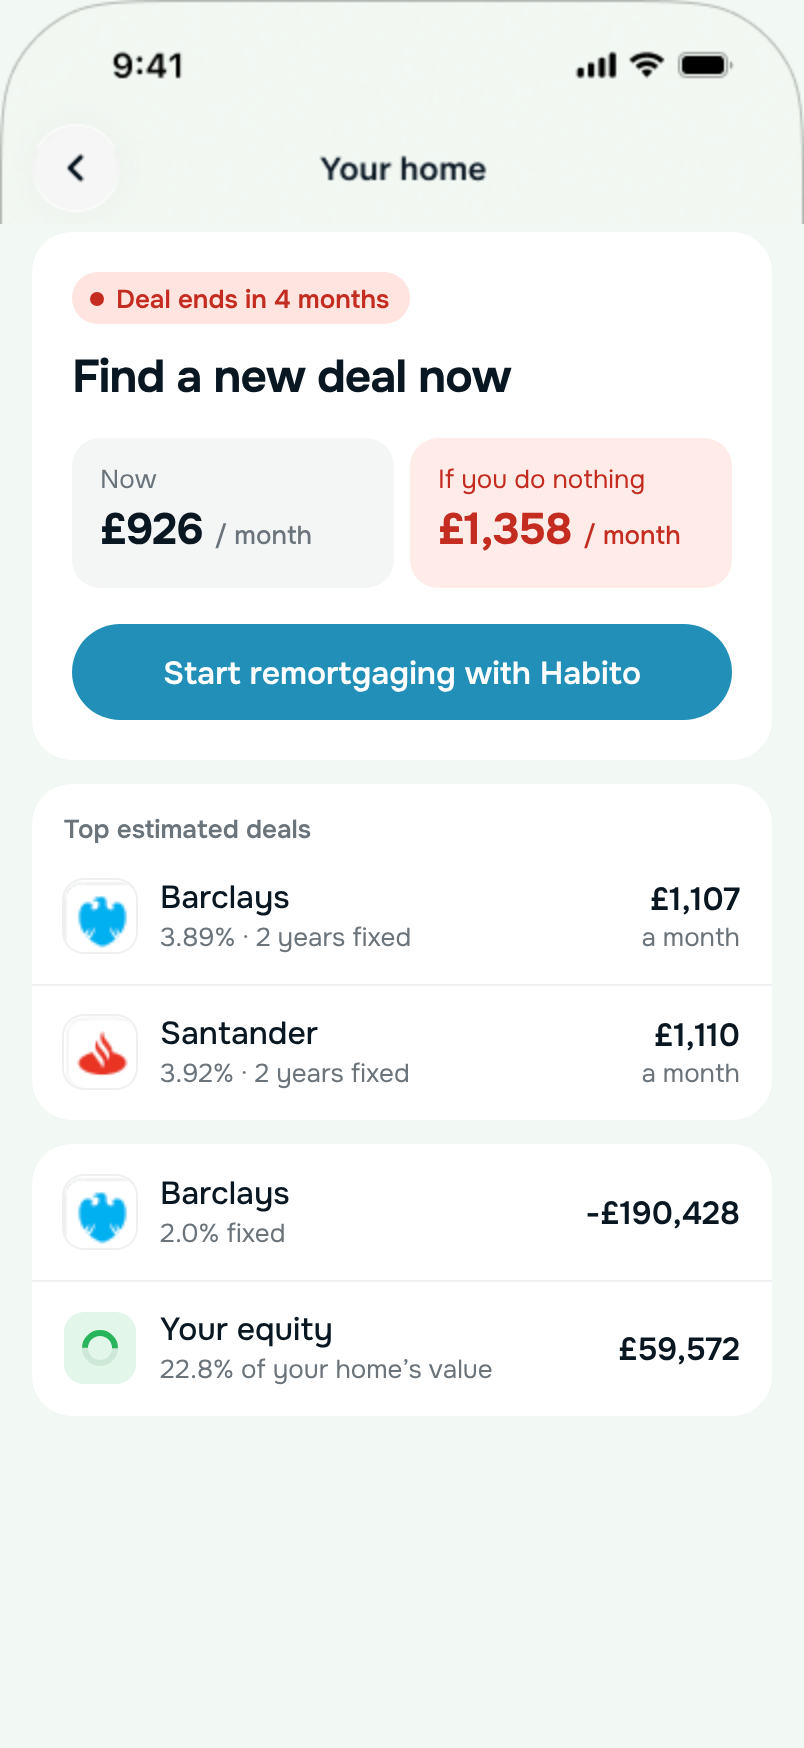 9:41
Your home
Deal ends in 4 months
Find a new deal now
Now
£926 / month
If you do nothing
£1,358 / month
Start remortgaging with Habito
Top estimated deals
Barclays
£1,107
3.89% · 2 years fixed
a month
Santander
£1,110
3.92% · 2 years fixed
a month
Barclays
2.0% fixed
-£190,428
Your equity
22.8% of your home’s value
£59,572